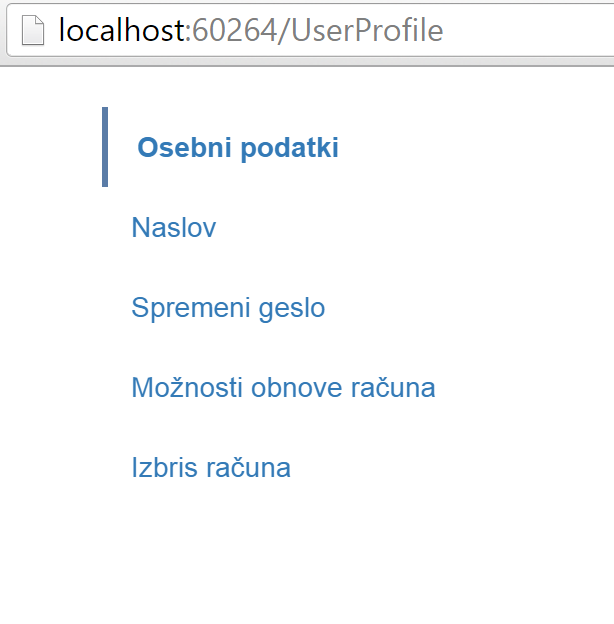 localhost:60264/UserProfile
Osebni podatki
Naslov
Spremeni geslo
Možnosti obnove računa
Izbris računa